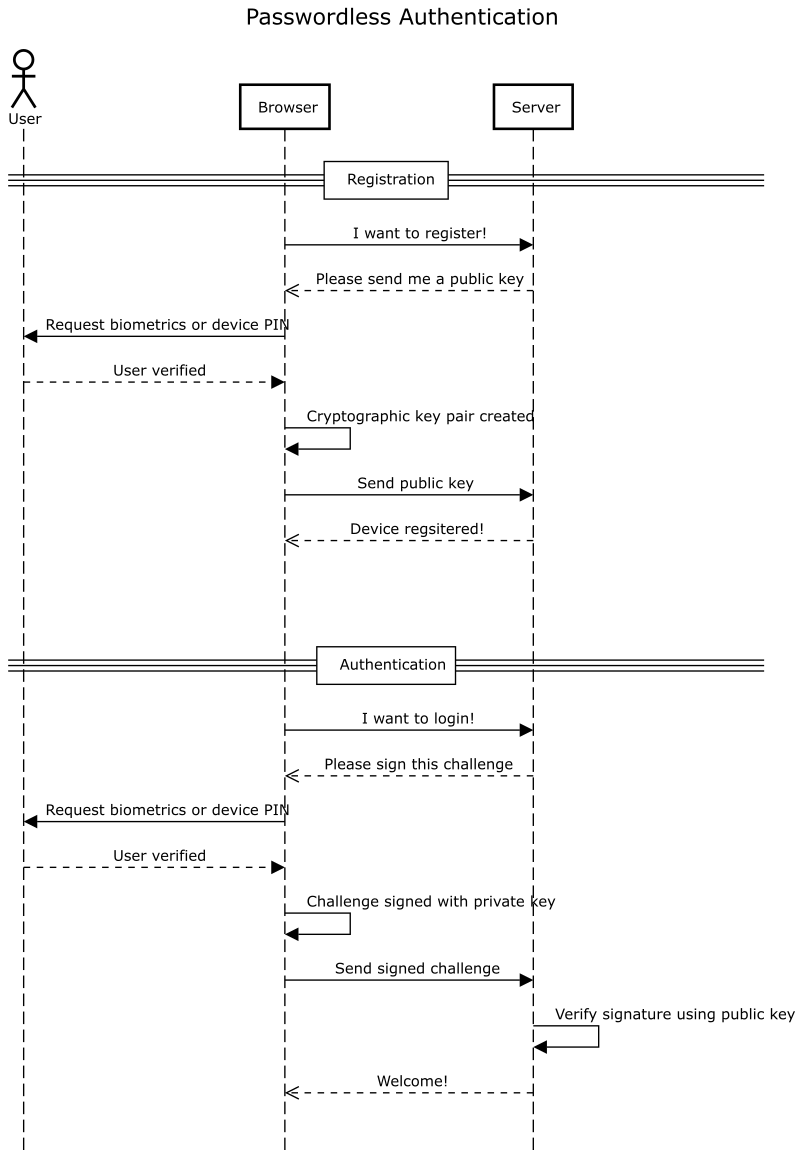 Passwordless Authentication
User
Browser
Server
Registration
I want to register!
Please send me a public key
Request biometrics or device PIN
User verified
Cryptographic key pair created
Send public key
Device regsitered!
Authentication
I want to login!
Please sign this challenge
Request biometrics or device PIN
User verified
Challenge signed with private key
Send signed challenge
Verify signature using public key
Welcome!